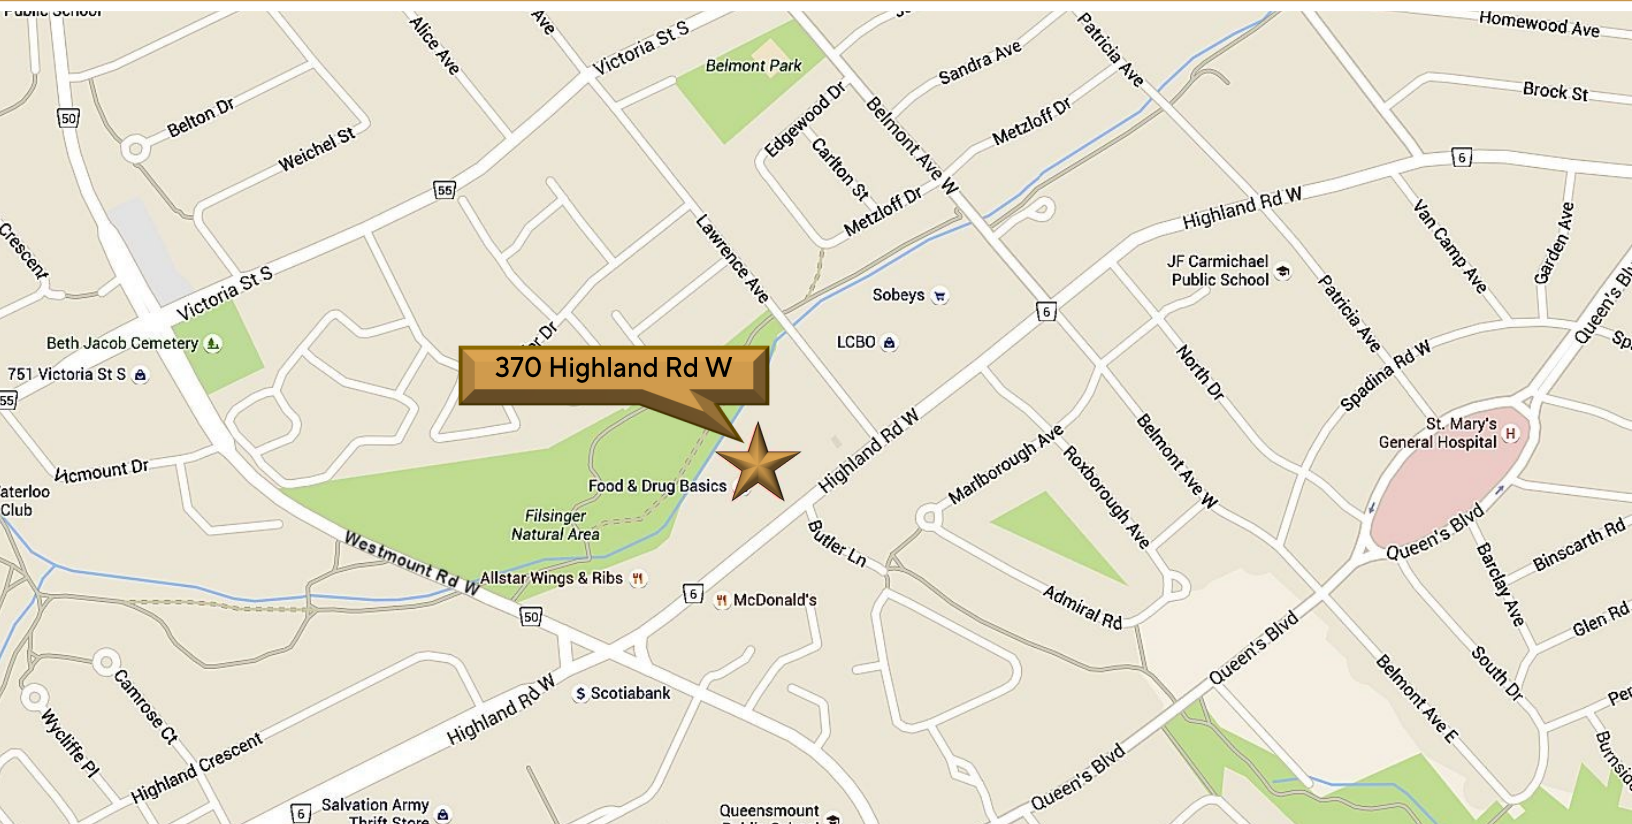 Public School
Alice Ave
Ave
Victoria St S
Belmont Park
Sandra Ave
Patricia Ave
Homewood Ave
Brock St
50
Belton Dr
Weichel St
Edgewood Dr
Carlton St
Belmont Ave W
Metzloff Dr
Metzloff Dr
6
55
Highland Rd W
Van Camp Ave
Garden Ave
Crescent
Lawrence Ave
JF Carmichael
Public School
Victoria St S
Sobeys
6
Patricia Ave
Queen's Blv
Beth Jacob Cemetery
LCBO
751 Victoria St S
55
370 Highland Rd W
North Dr
Spadina Rd W
St. Mary's
General Hospital
H
Highland Rd W
Marlborough Ave
Roxborough Ave
Belmont Ave W
Food & Drug Basics
Filsinger
Natural Area
Club
Butler Ln
Queen's Blvd
Barclay Ave
Binscarth Rd
Westmount Rd W
Allstar Wings & Ribs
6
McDonald's
50
Admiral Rd
Glen Rd
Queen's Blvd
South Dr
Belmont Ave E
Camrose Ct
Wycliffe Pl
Highland Rd W
$ Scotiabank
Highland Crescent
Queen's Blvd
6
Salvation Army
Thrift Store
Queensmount